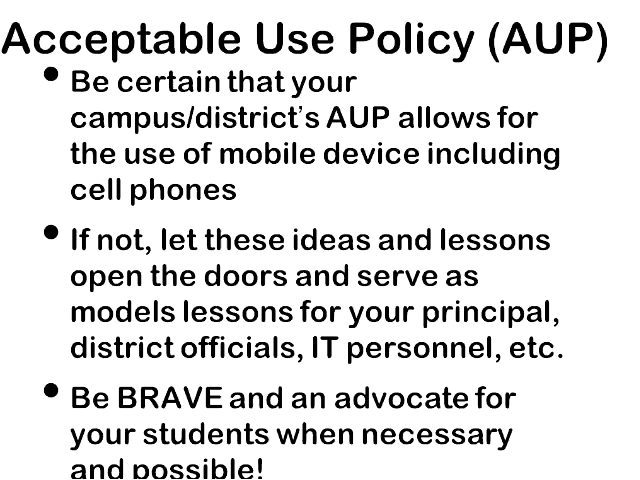 Acceptable Use Policy (AUP)
• Be certain that your
campus/district’s AUP allows for
the use of mobile device including
cell phones
• If not, let these ideas and lessons
open the doors and serve as
models lessons for your principal,
district officials, IT personnel, etc.
• Be BRAVE and an advocate for
your students when necessary
and possible!